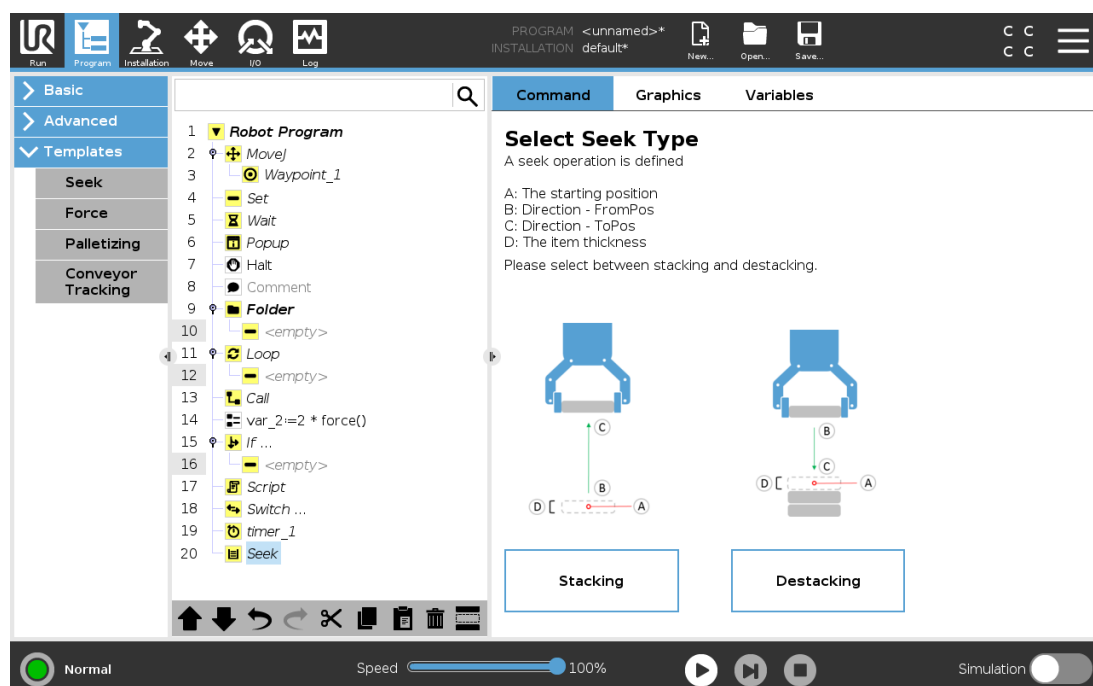 PROGRAM <unnamed>*
INSTALLATION default*
C C
C C
Run
Program
Installation
Move
I/O
Log
New...
Open...
Save...
Basic
Advanced
Templates
Seek
Force
Palletizing
Conveyor
Tracking
1 Robot Program
2 MoveJ
3 Waypoint_1
4 Set
5 Wait
6 Popup
7 Halt
8 Comment
9 Folder
10 <empty>
11 Loop
12 <empty>
13 Call
14 var_2:=2 * force()
15 If ...
16 <empty>
17 Script
18 Switch ...
19 timer_1
20 Seek
Command Graphics Variables
Select Seek Type
A seek operation is defined
A: The starting position
B: Direction - FromPos
C: Direction - ToPos
D: The item thickness
Please select between stacking and destacking.
C
B
D
A
B
C
D
A
Stacking
Destacking
Normal
Speed 100%
Simulation